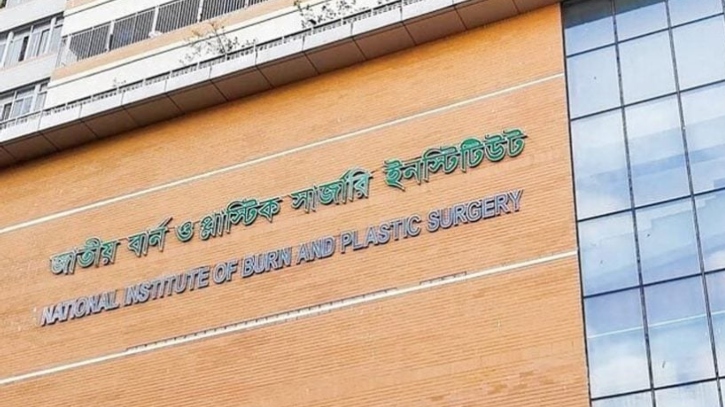 জাতীয় বার্ন ও প্লাস্টিক সার্জারি ইনস্টিটিউট
NATIONAL INSTITUTE OF BURN AND PLASTIC SURGERY